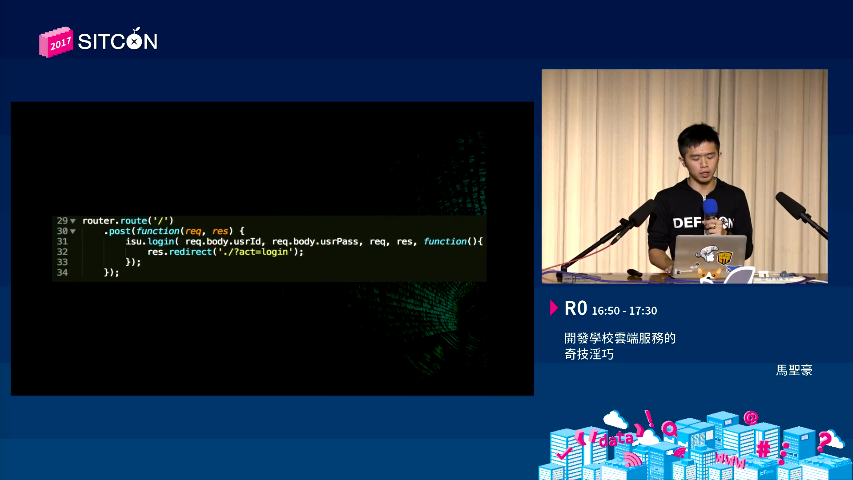 2017 SITCON
29 router.route('/')
30 .post(function(req, res) {
31 isu.login( req.body.usrId, req.body.usrPass, req, res, function(){
32 res.redirect('./?act=login');
33 });
34 });
R0 16:50 - 17:30
開發學校雲端服務的
奇技淫巧
馬聖豪
data
@
#
www
?
!